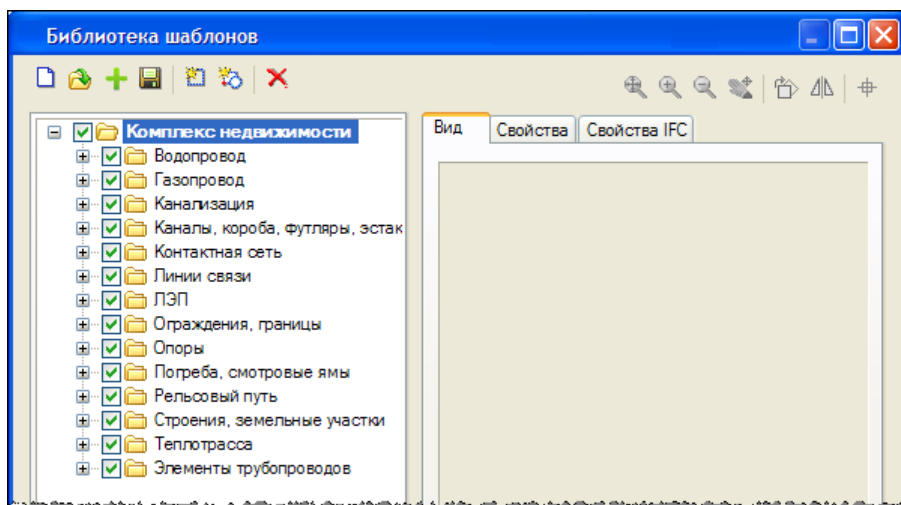 Библиотека шаблонов
Вид Свойства Свойства IFC
Комплекс недвижимости
Водопровод
Газопровод
Канализация
Каналы, короба, футляры, эстак
Контактная сеть
Линии связи
ЛЭП
Ограждения, границы
Опоры
Погреба, смотровые ямы
Рельсовый путь
Строения, земельные участки
Теплотрасса
Элементы трубопроводов